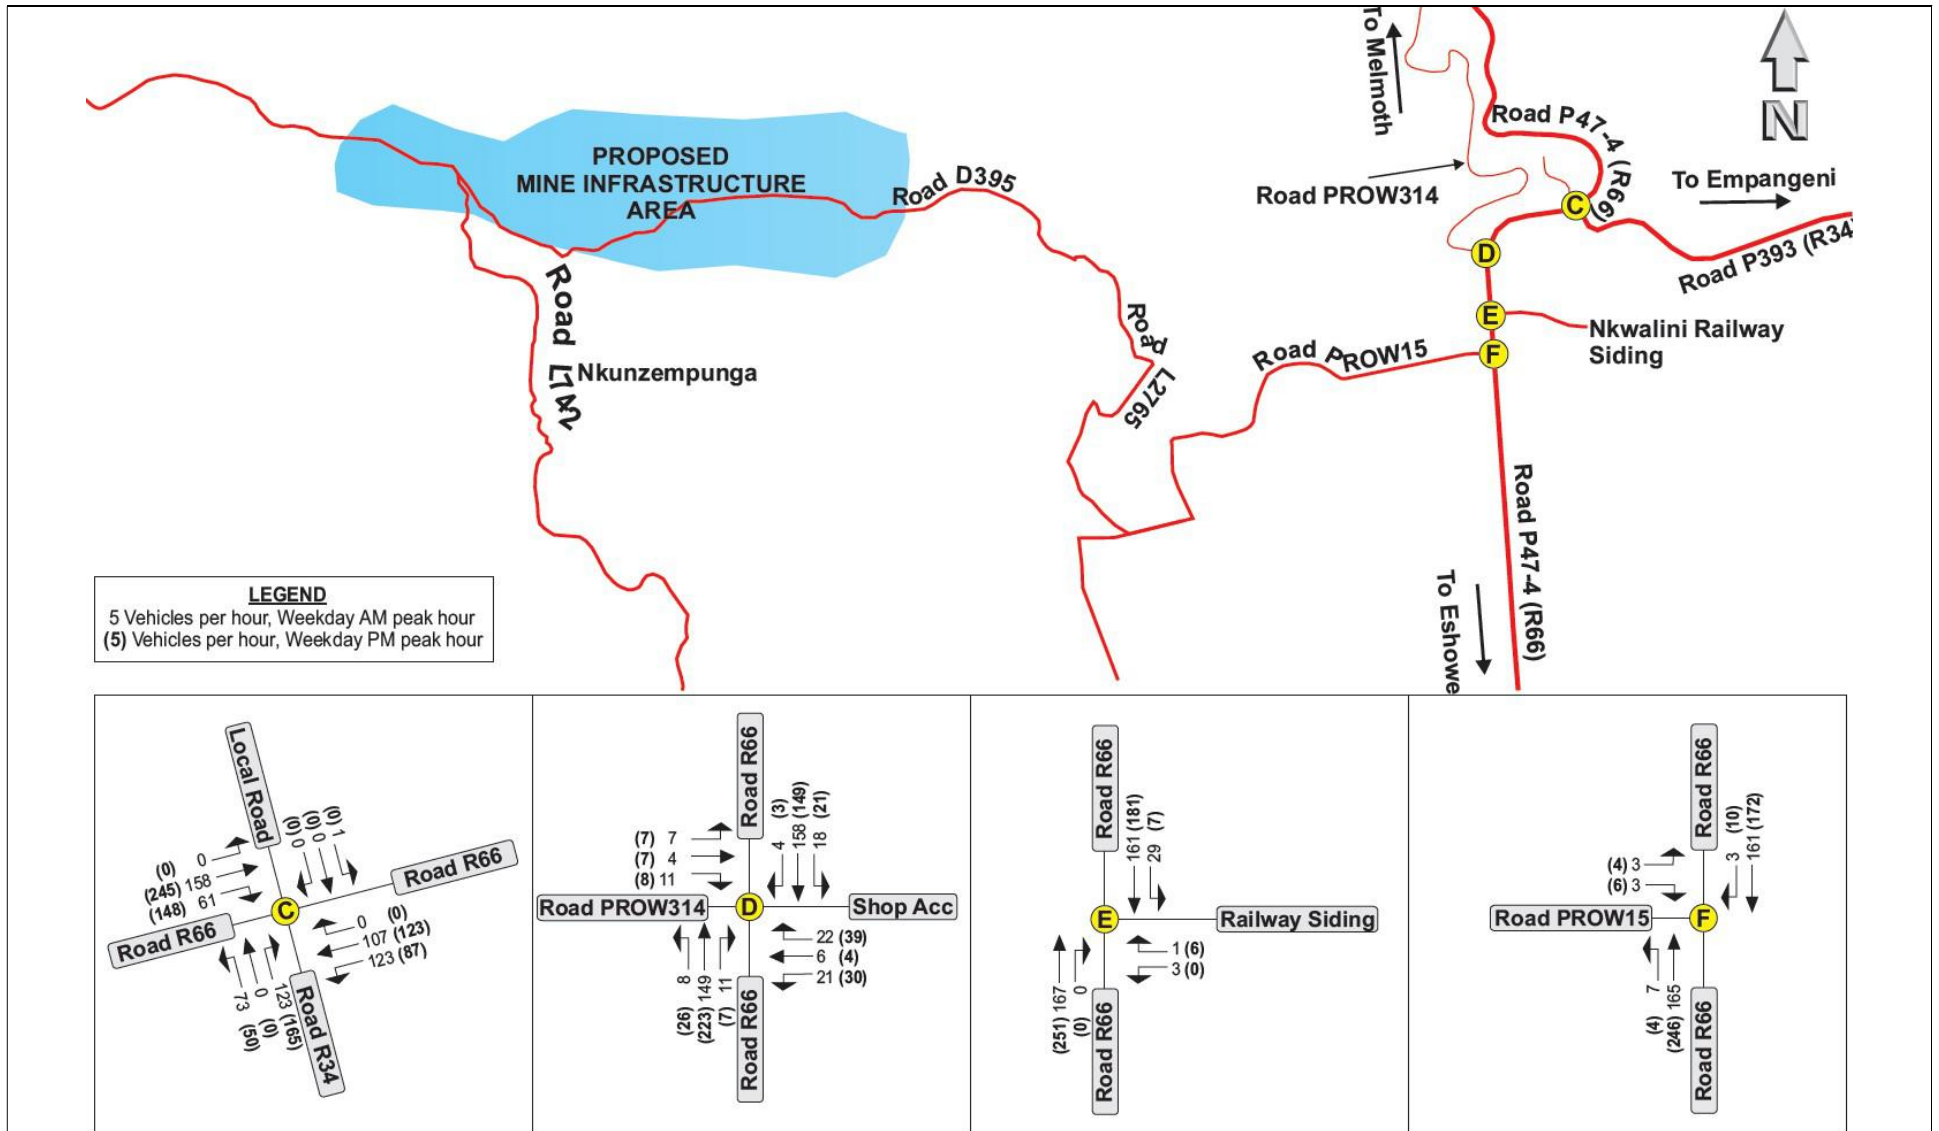 To Melmoth
N
Road P47-4 (R66)
To Empangeni
Road P393 (R34)
Road PROW314
C
D
E
F
Nkwalini Railway
Siding
PROPOSED
MINE INFRASTRUCTURE
AREA
Road D395
Road L1742
Nkunzempunga
Road L2765
Road PROW15
Road P47-4 (R66)
To Eshowe
LEGEND
5 Vehicles per hour, Weekday AM peak hour
(5) Vehicles per hour, Weekday PM peak hour
Local Road
(0) 0
(0) 0
(0) 1
(0) 0
(245) 158
(148) 61
Road R66
C
Road R66
0 (0)
107 (123)
123 (87)
73 (50)
0 (0)
123 (165)
Road R34
Road R66
4 (3)
158 (149)
18 (21)
(7) 7
(7) 4
(8) 11
Road PROW314
D
Shop Acc
22 (39)
6 (4)
21 (30)
(26) 8
(223) 149
(7) 11
Road R66
Road R66
161 (181)
29 (7)
E
Railway Siding
1 (6)
3 (0)
(251) 167
(0) 0
Road R66
Road R66
3 (10)
161 (172)
(4) 3
(6) 3
Road PROW15
F
(4) 7
(246) 165
Road R66